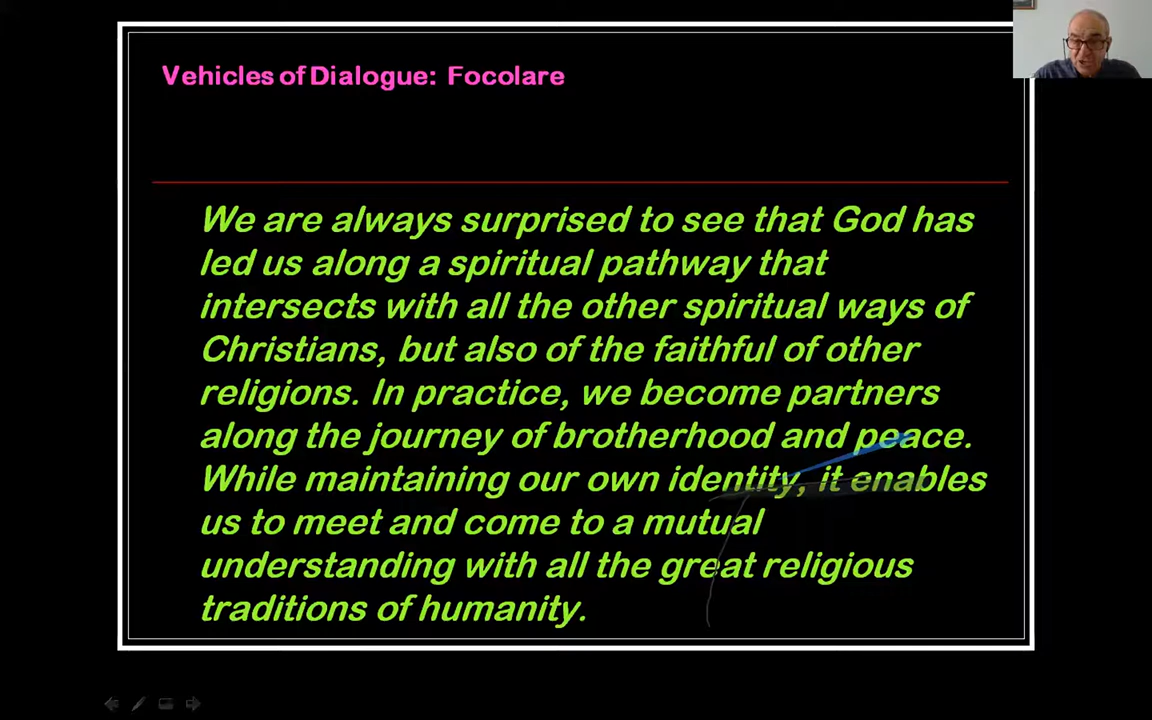 Vehicles of Dialogue: Focolare
We are always surprised to see that God has
led us along a spiritual pathway that
intersects with all the other spiritual ways of
Christians, but also of the faithful of other
religions. In practice, we become partners
along the journey of brotherhood and peace.
While maintaining our own identity, it enables
us to meet and come to a mutual
understanding with all the great religious
traditions of humanity.